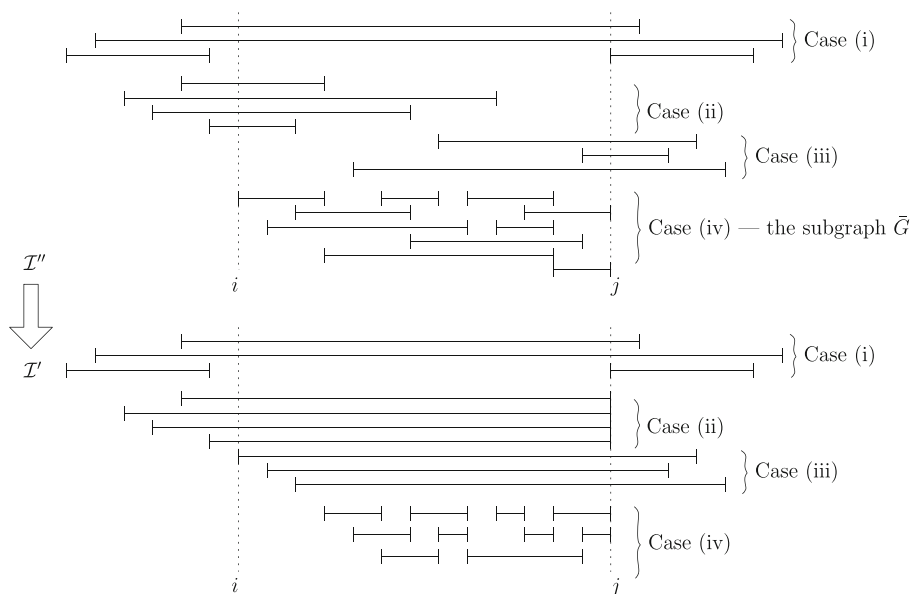 Case (i)
Case (ii)
Case (iii)
Case (iv) — the subgraph Ḡ
ℐ″
i
j
ℐ′
Case (i)
Case (ii)
Case (iii)
Case (iv)
i
j